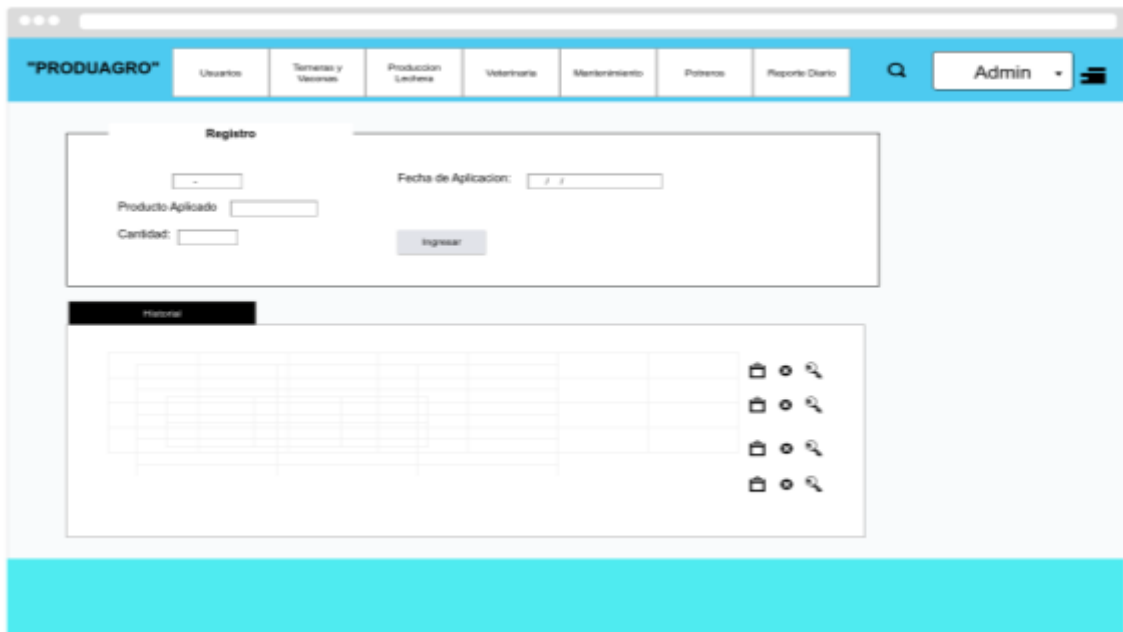 "PRODUAGRO"
Usuarios
Terneras y
Vaconas
Produccion
Lechera
Veterinaria
Mantenimiento
Potreros
Reporte Diario
Admin
Registro
-
Fecha de Aplicacion:
/ /
Producto Aplicado
Cantidad:
Ingresar
Historial